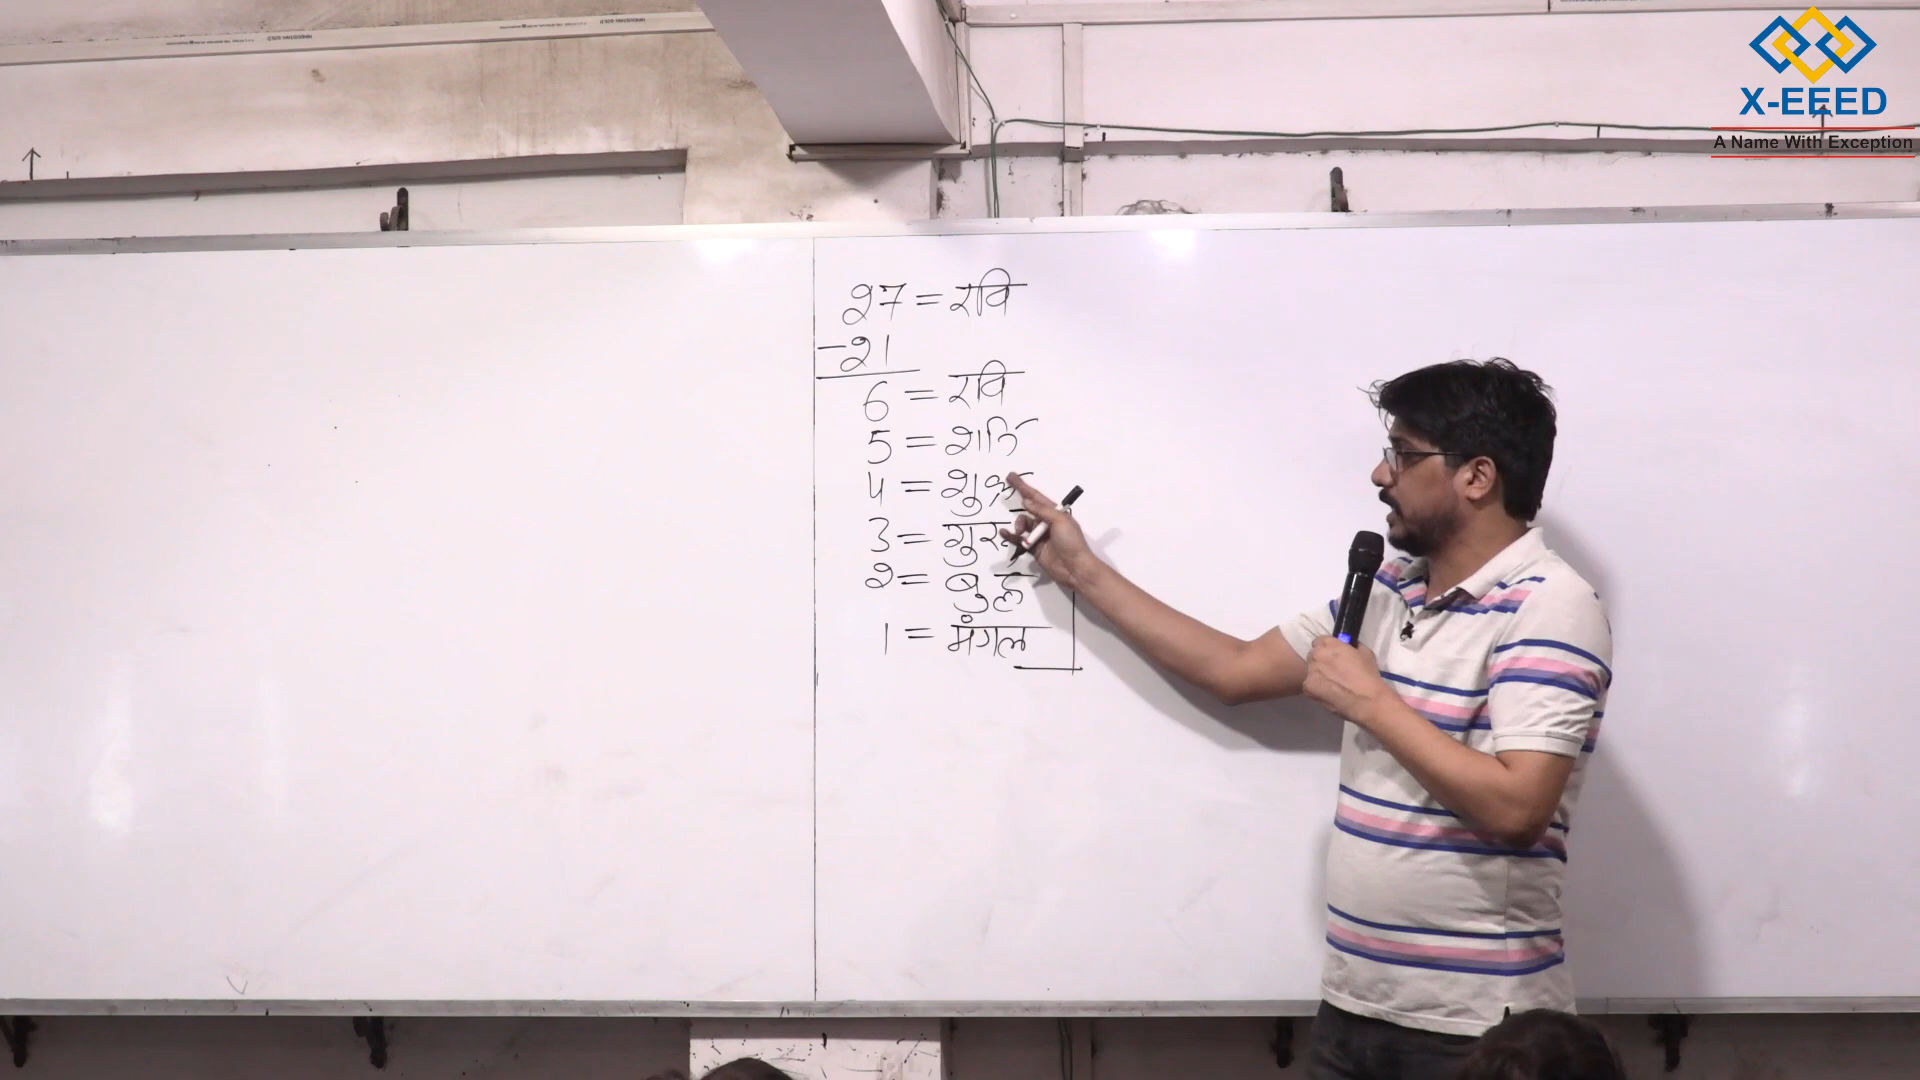 27 = रवि
-21
6 = रवि
5 = शनि
4 = शुक्र
3 = गुरु
2 = बुद्ध
1 = मंगल
X-EEED
A Name With Exception